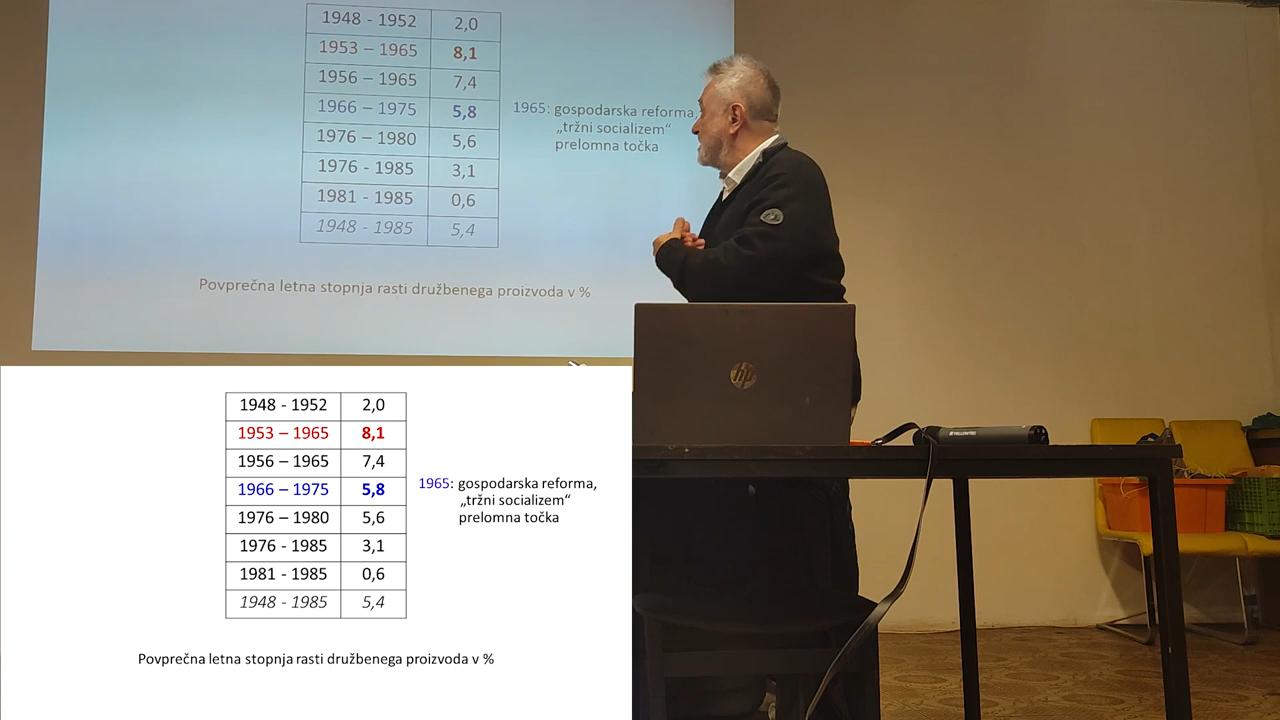 1948 - 1952 2,0
1953 – 1965 8,1
1956 – 1965 7,4
1966 – 1975 5,8
1976 – 1980 5,6
1976 - 1985 3,1
1981 - 1985 0,6
1948 - 1985 5,4
1965: gospodarska reforma,
„tržni socializem“
prelomna točka
Povprečna letna stopnja rasti družbenega proizvoda v %
hp
1948 - 1952 2,0
1953 – 1965 8,1
1956 – 1965 7,4
1966 – 1975 5,8
1976 – 1980 5,6
1976 - 1985 3,1
1981 - 1985 0,6
1948 - 1985 5,4
1965: gospodarska reforma,
„tržni socializem“
prelomna točka
Povprečna letna stopnja rasti družbenega proizvoda v %